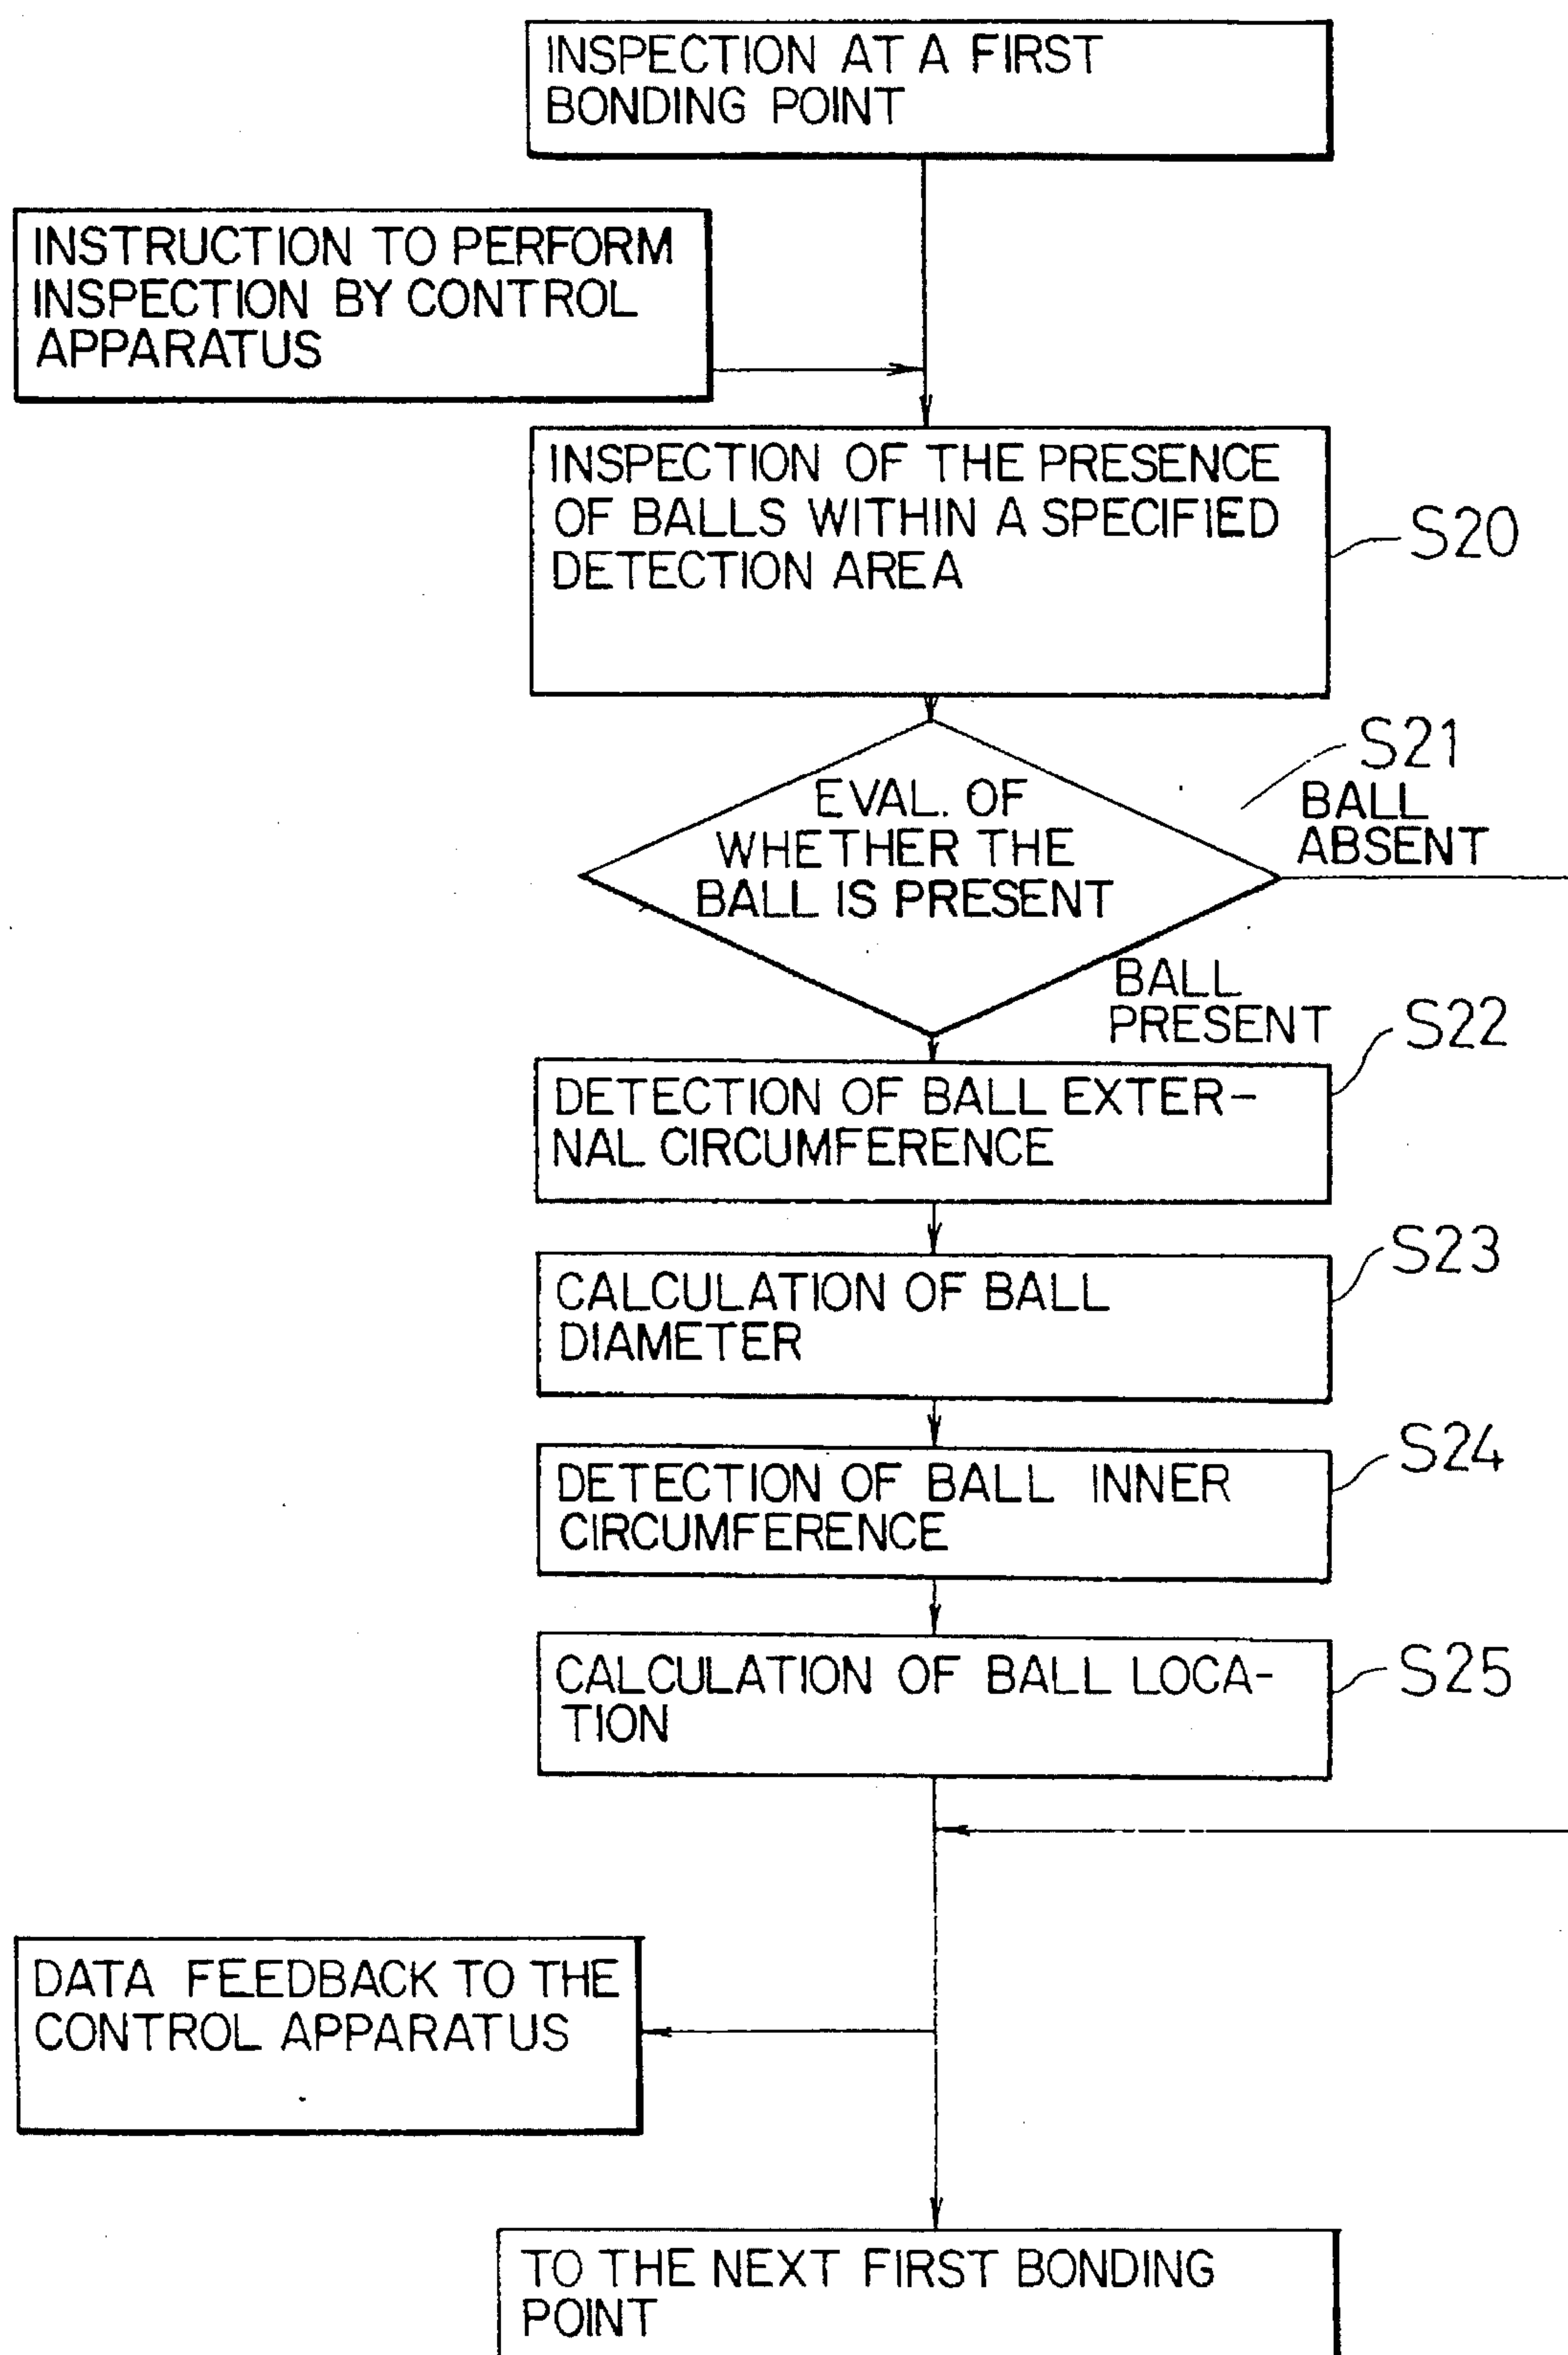 INSPECTION AT A FIRST
BONDING POINT
INSTRUCTION TO PERFORM
INSPECTION BY CONTROL
APPARATUS
INSPECTION OF THE PRESENCE
OF BALLS WITHIN A SPECIFIED
DETECTION AREA
S20
S21
EVAL. OF
WHETHER THE
BALL IS PRESENT
BALL
ABSENT
BALL
PRESENT
S22
DETECTION OF BALL EXTER-
NAL CIRCUMFERENCE
S23
CALCULATION OF BALL
DIAMETER
S24
DETECTION OF BALL INNER
CIRCUMFERENCE
S25
CALCULATION OF BALL LOCA-
TION
DATA FEEDBACK TO THE
CONTROL APPARATUS
TO THE NEXT FIRST BONDING
POINT